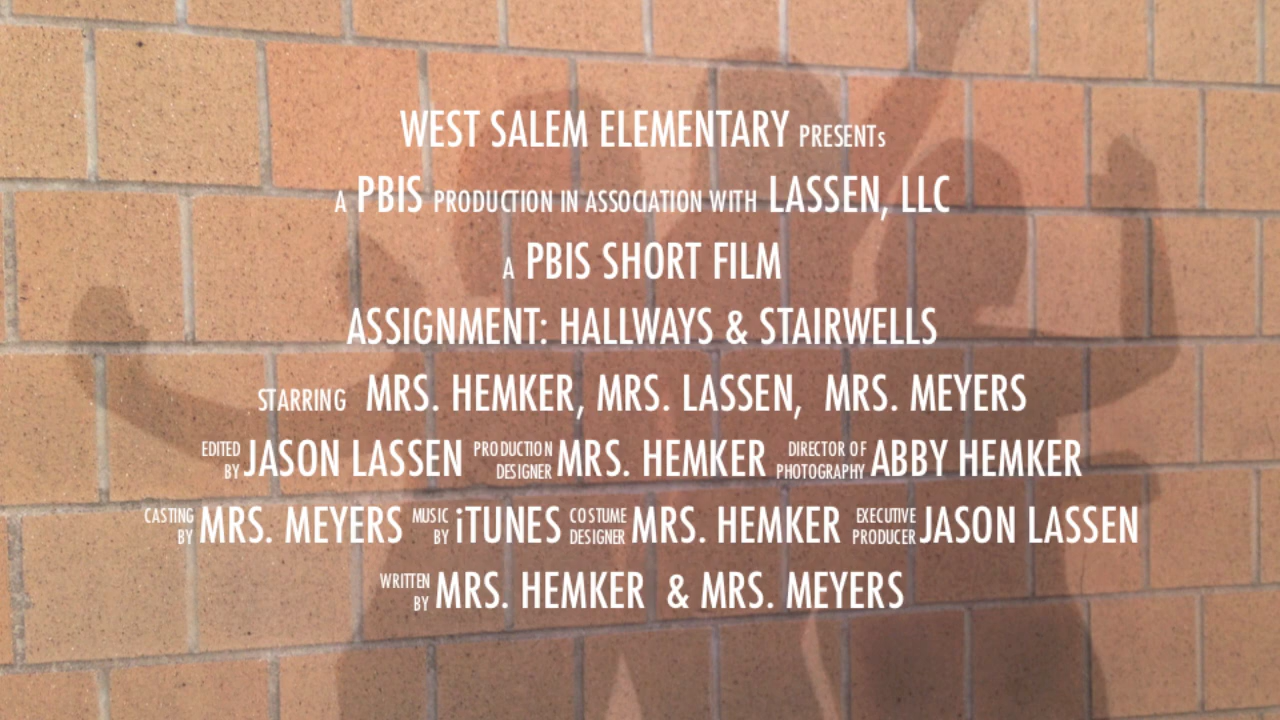 WEST SALEM ELEMENTARY PRESENTs
A PBIS PRODUCTION IN ASSOCIATION WITH LASSEN, LLC
A PBIS SHORT FILM
ASSIGNMENT: HALLWAYS & STAIRWELLS
STARRING MRS. HEMKER, MRS. LASSEN, MRS. MEYERS
EDITED BY JASON LASSEN PRODUCTION DESIGNER MRS. HEMKER DIRECTOR OF PHOTOGRAPHY ABBY HEMKER
CASTING BY MRS. MEYERS MUSIC BY iTUNES COSTUME DESIGNER MRS. HEMKER EXECUTIVE PRODUCER JASON LASSEN
WRITTEN BY MRS. HEMKER & MRS. MEYERS